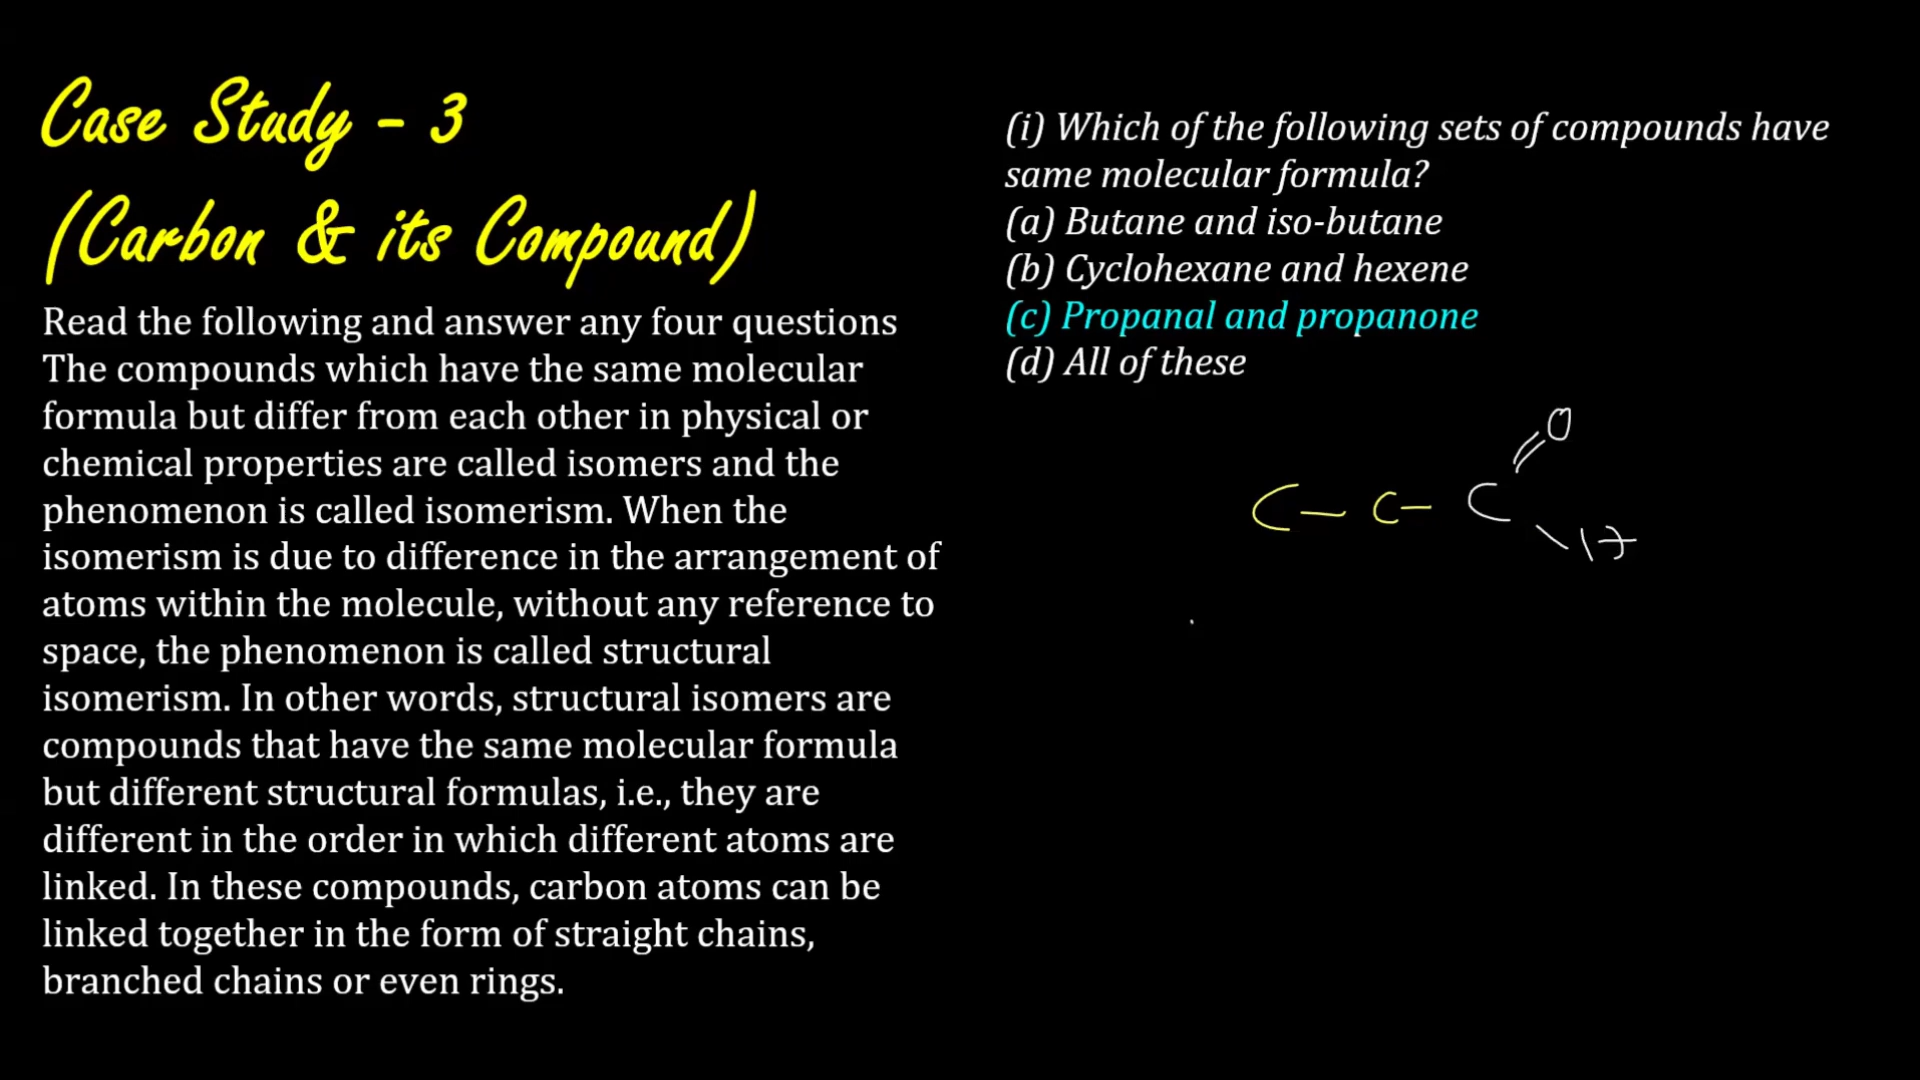 Case Study - 3
(Carbon & its Compound)
Read the following and answer any four questions
The compounds which have the same molecular
formula but differ from each other in physical or
chemical properties are called isomers and the
phenomenon is called isomerism. When the
isomerism is due to difference in the arrangement of
atoms within the molecule, without any reference to
space, the phenomenon is called structural
isomerism. In other words, structural isomers are
compounds that have the same molecular formula
but different structural formulas, i.e., they are
different in the order in which different atoms are
linked. In these compounds, carbon atoms can be
linked together in the form of straight chains,
branched chains or even rings.
(i) Which of the following sets of compounds have
same molecular formula?
(a) Butane and iso-butane
(b) Cyclohexane and hexene
(c) Propanal and propanone
(d) All of these
O
C - C - C
H